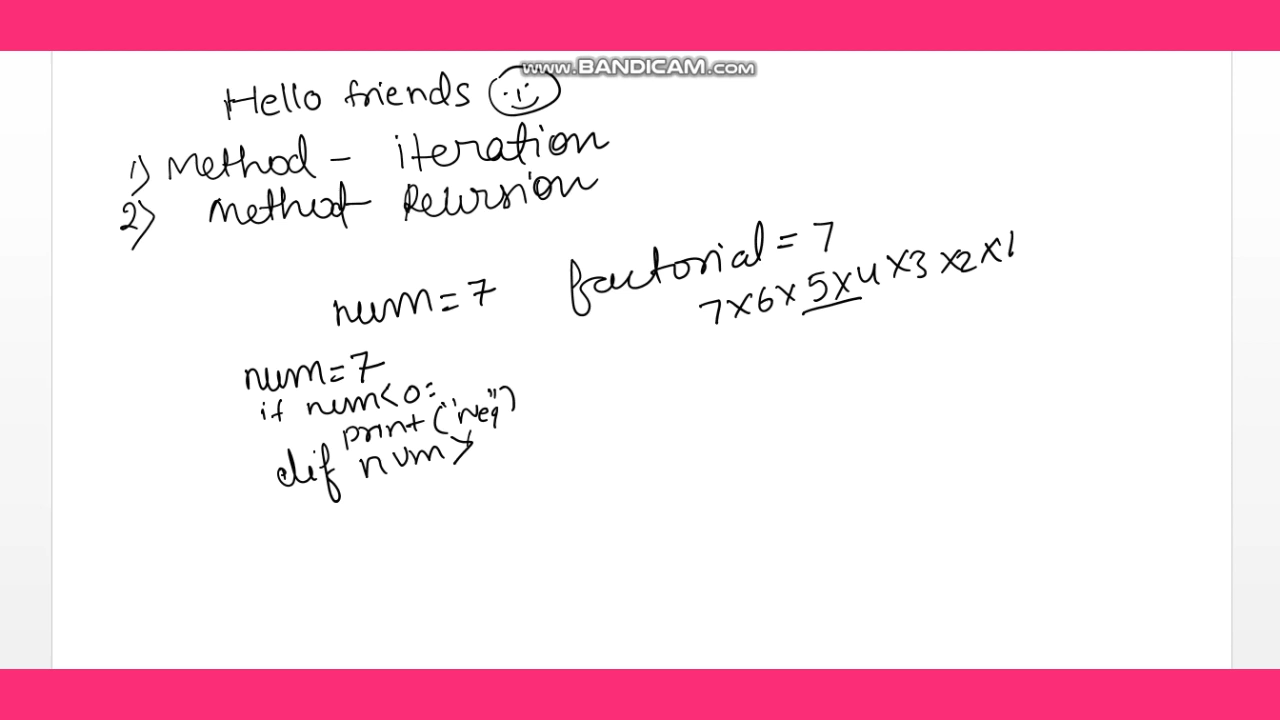 www.BANDICAM.com
Hello friends
1) Method - iteration
2) method Recursion
num = 7 factorial = 7
7x6x5x4x3x2x1
num = 7
if num < 0:
print ("Neg")
elif num >